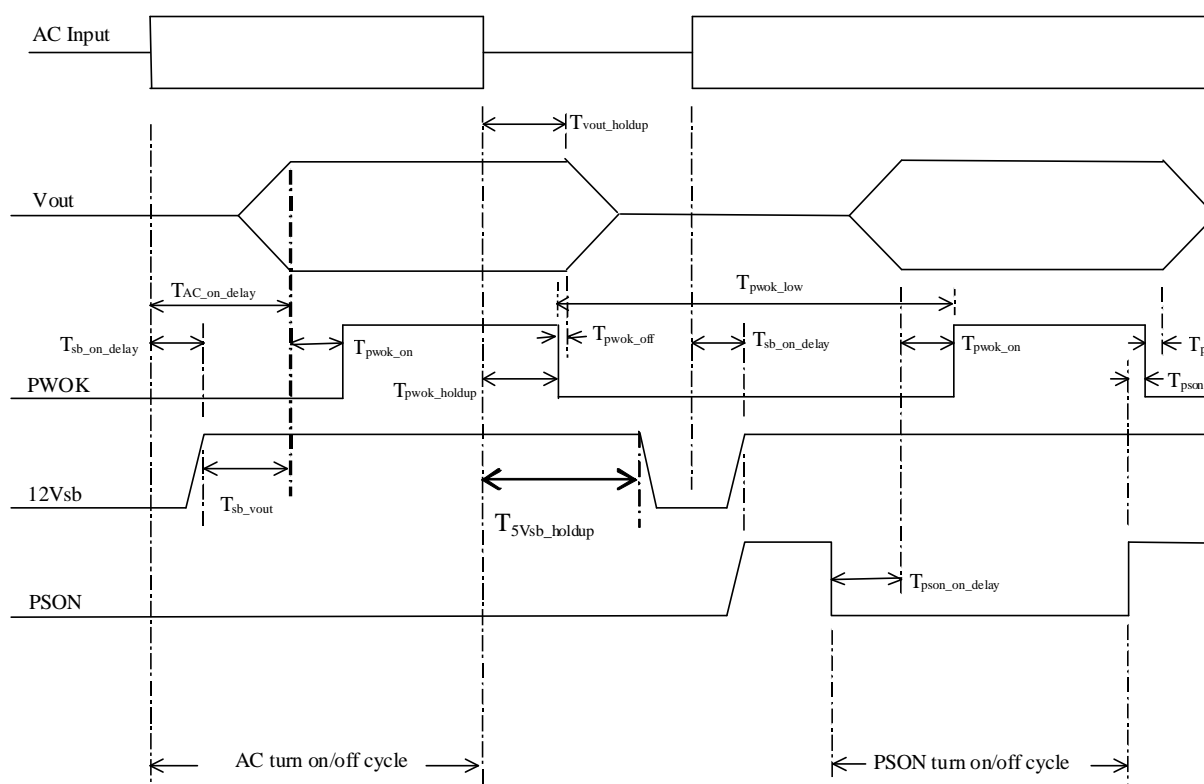 AC Input
Tvout_holdup
Vout
TAC_on_delay
Tpwok_low
Tsb_on_delay
Tpwok_on
Tpwok_off
Tsb_on_delay
Tpwok_on
Tp
PWOK
Tpwok_holdup
Tpson
12Vsb
Tsb_vout
T5Vsb_holdup
PSON
Tpson_on_delay
AC turn on/off cycle
PSON turn on/off cycle